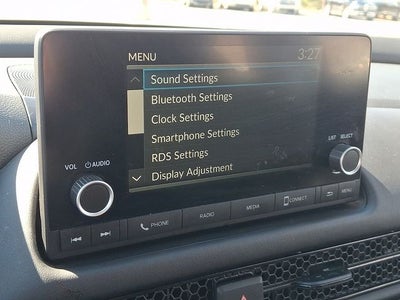 MENU 3:27
Sound Settings
Bluetooth Settings
Clock Settings
Smartphone Settings
RDS Settings
Display Adjustment
VOL AUDIO
LIST SELECT
PHONE RADIO MEDIA CONNECT MENU